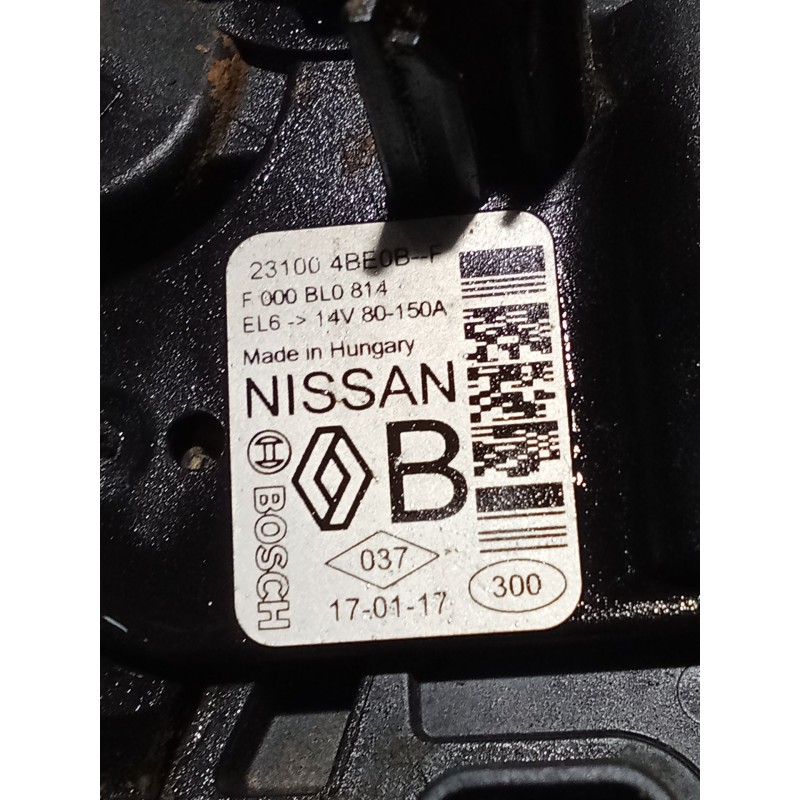 23100 4BE0B--F
F 000 BL0 814
EL6 -> 14V 80-150A
Made in Hungary
NISSAN
B
BOSCH
037
17-01-17
300